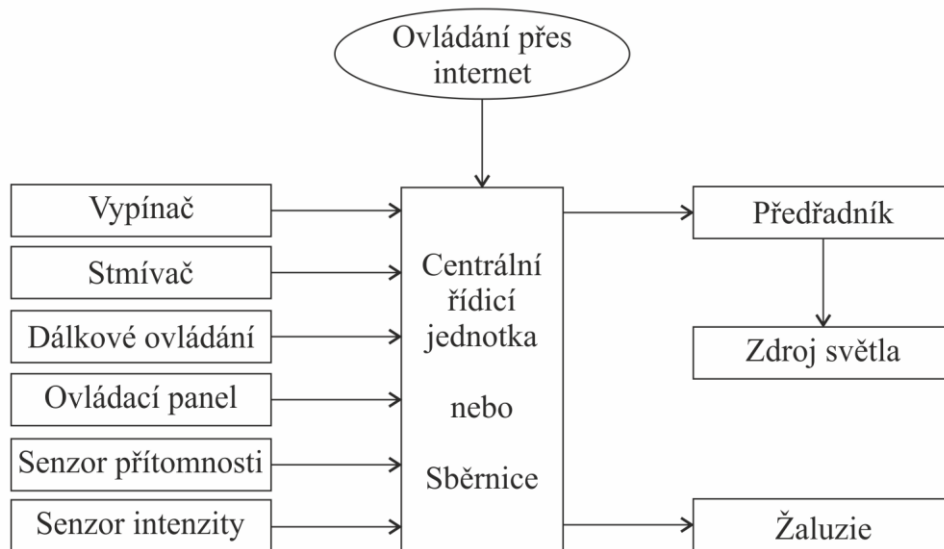 Ovládání přes
internet
Vypínač
Stmívač
Dálkové ovládání
Ovládací panel
Senzor přítomnosti
Senzor intenzity
Centrální
řídicí
jednotka
nebo
Sběrnice
Předřadník
Zdroj světla
Žaluzie